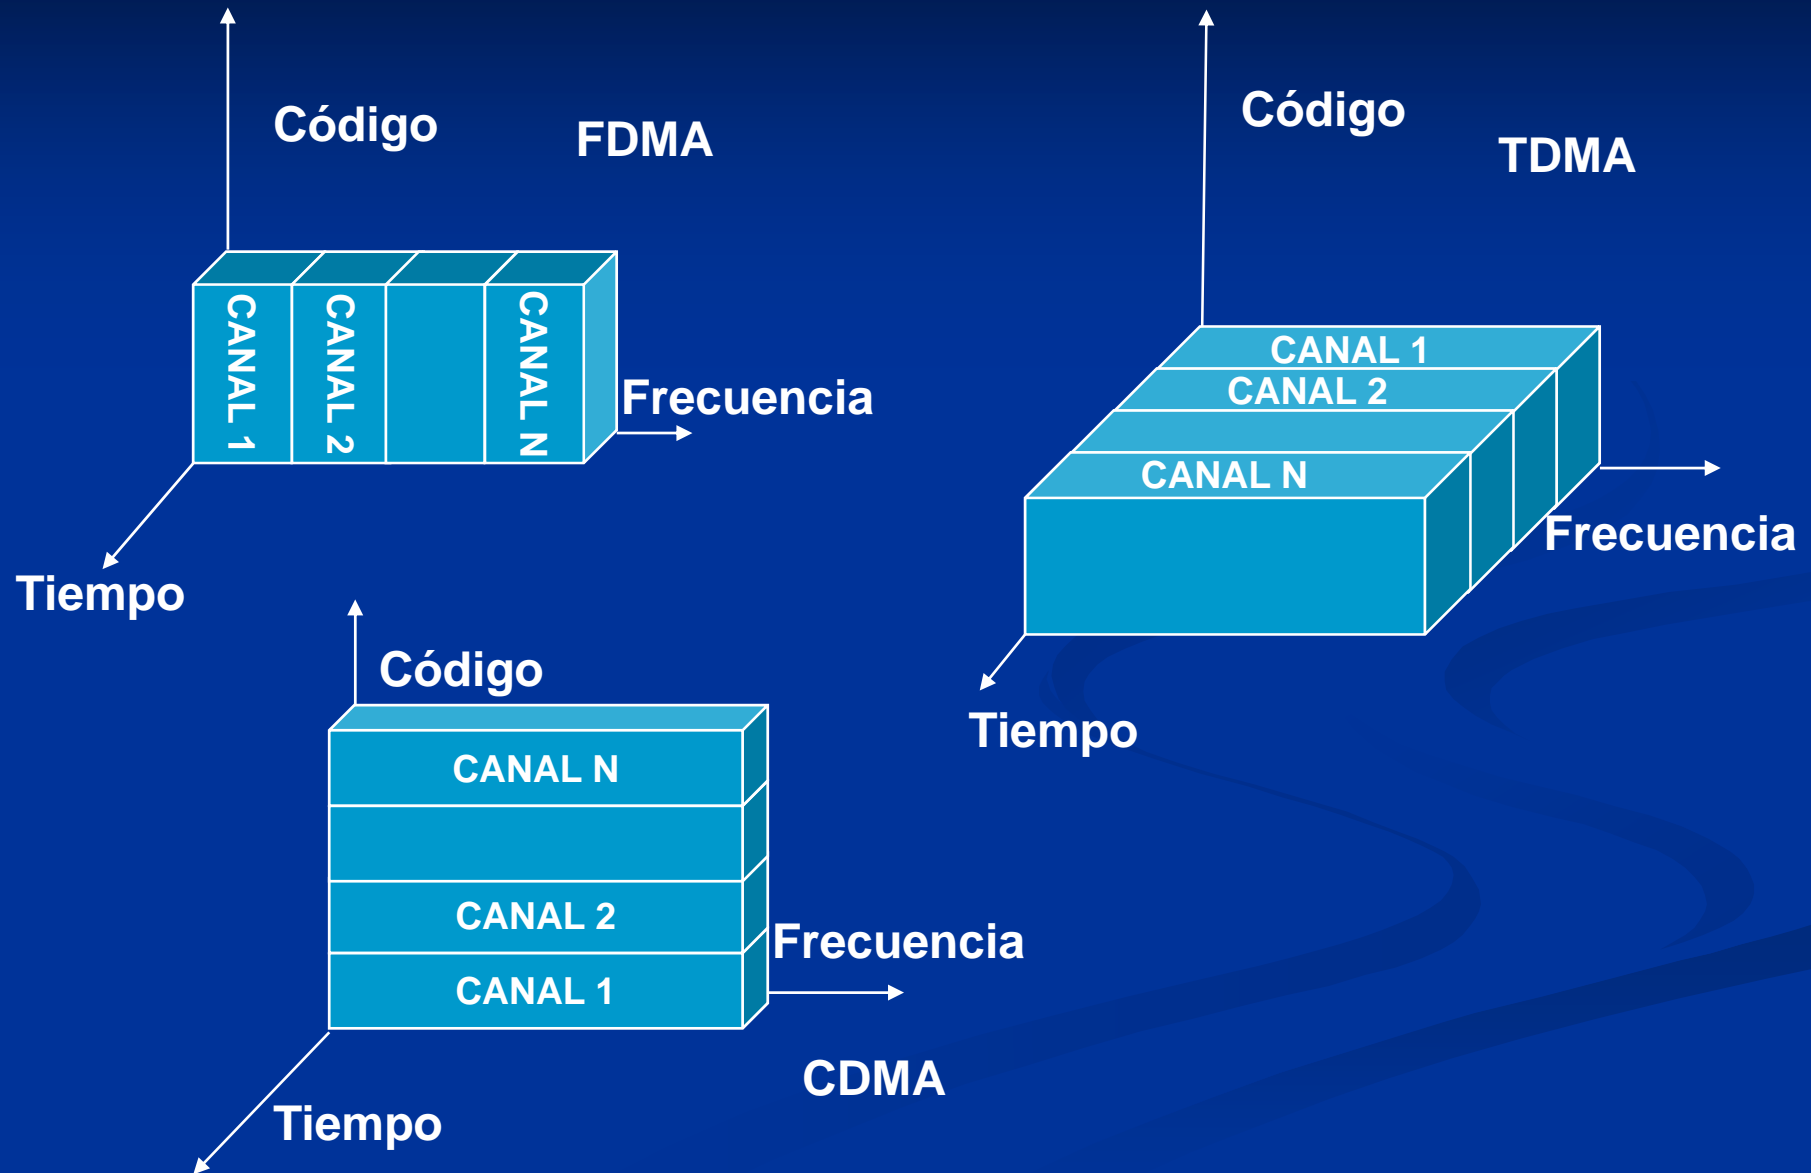 Código
FDMA
CANAL 1
CANAL 2
CANAL N
Frecuencia
Tiempo
Código
TDMA
CANAL 1
CANAL 2
CANAL N
Frecuencia
Tiempo
Código
CANAL N
CANAL 2
CANAL 1
Frecuencia
CDMA
Tiempo